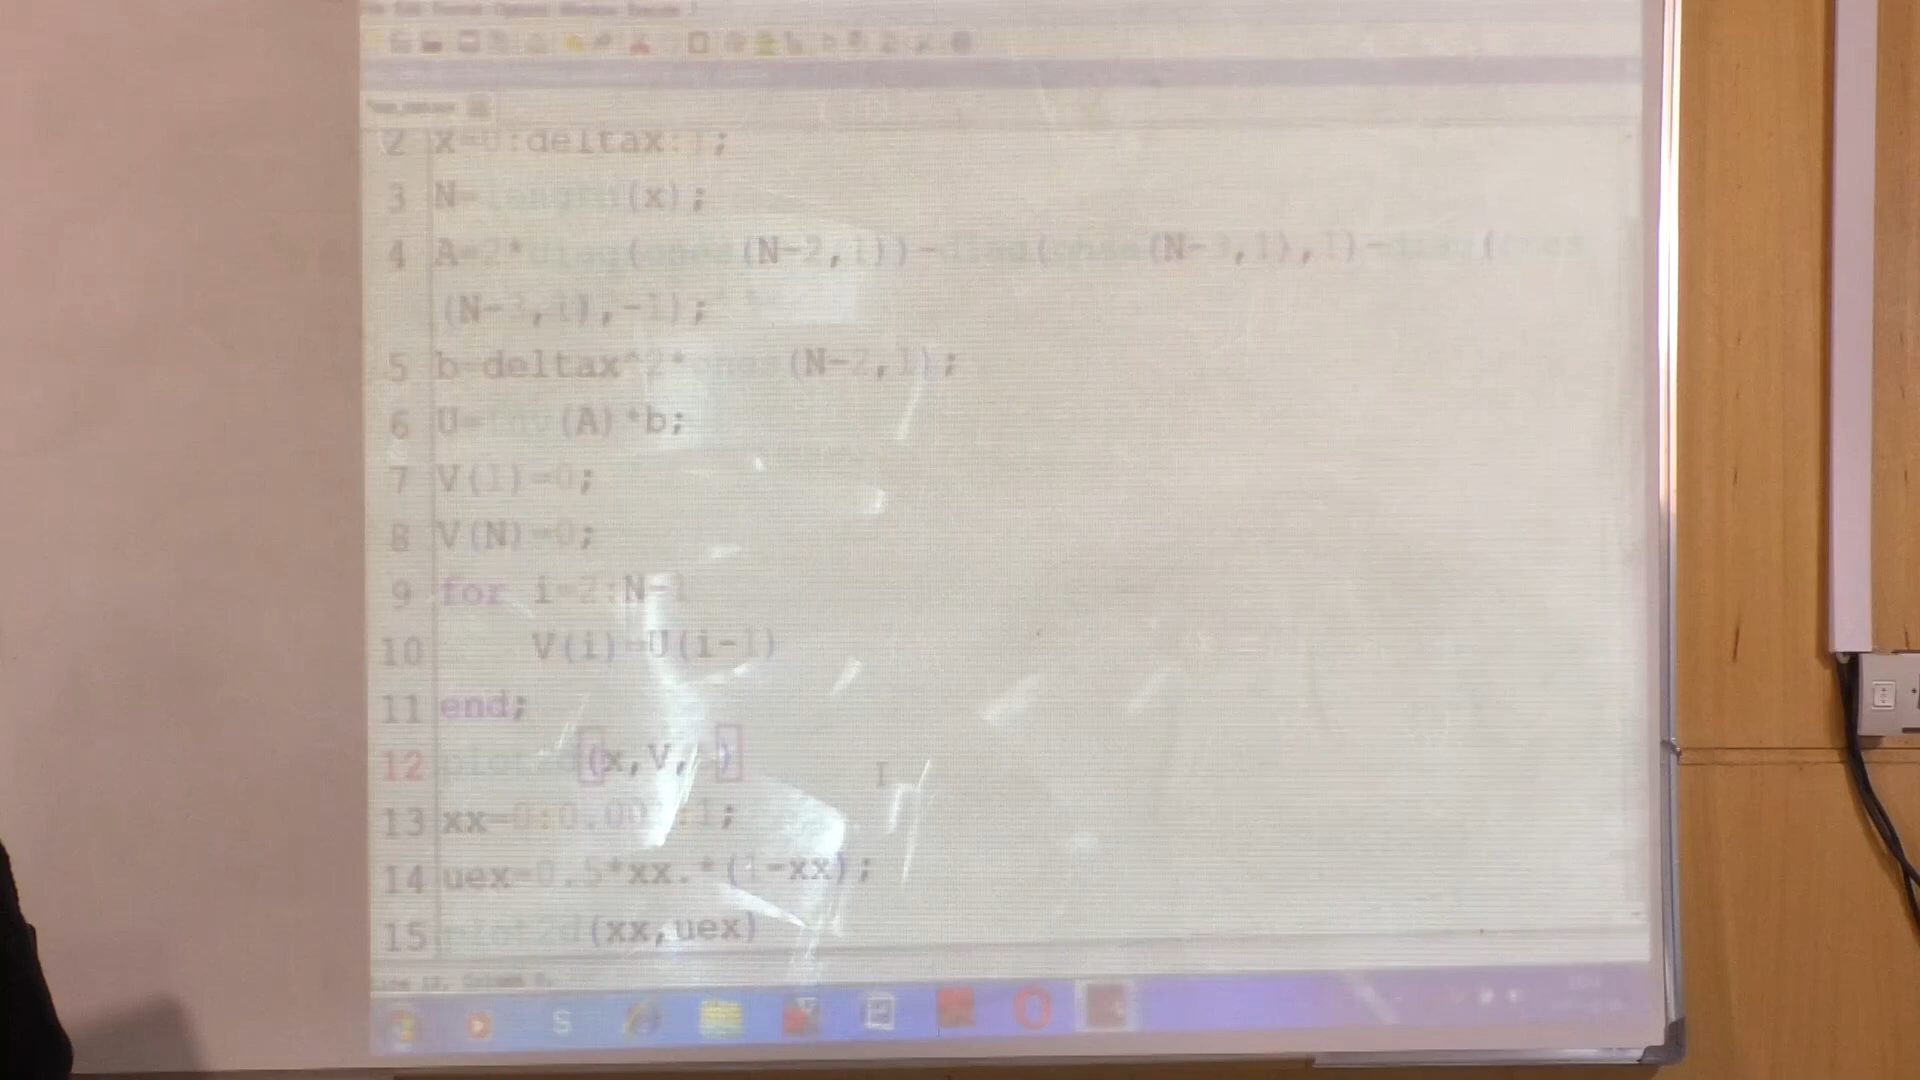 2 x=0:deltax:1;
3 N=length(x);
4 A=2*diag(ones(N-2,1))-diag(ones(N-3,1),1)-diag(ones
(N-3,1),-1);
5 b=deltax^2*ones(N-2,1);
6 U=inv(A)*b;
7 V(1)=0;
8 V(N)=0;
9 for i=2:N-1
10 V(i)=U(i-1)
11 end;
12 plot2d(x,V,
13 xx=0:0.001:1;
14 uex=0.5*xx.*(1-xx);
15 plot2d(xx,uex)